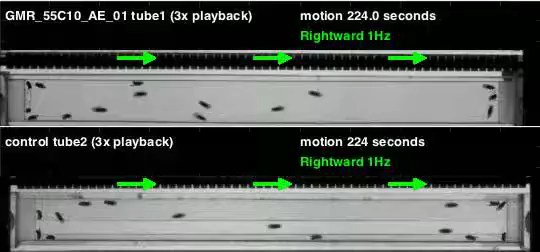 GMR_55C10_AE_01 tube1 (3x playback)
motion 224.0 seconds
Rightward 1Hz
control tube2 (3x playback)
motion 224 seconds
Rightward 1Hz